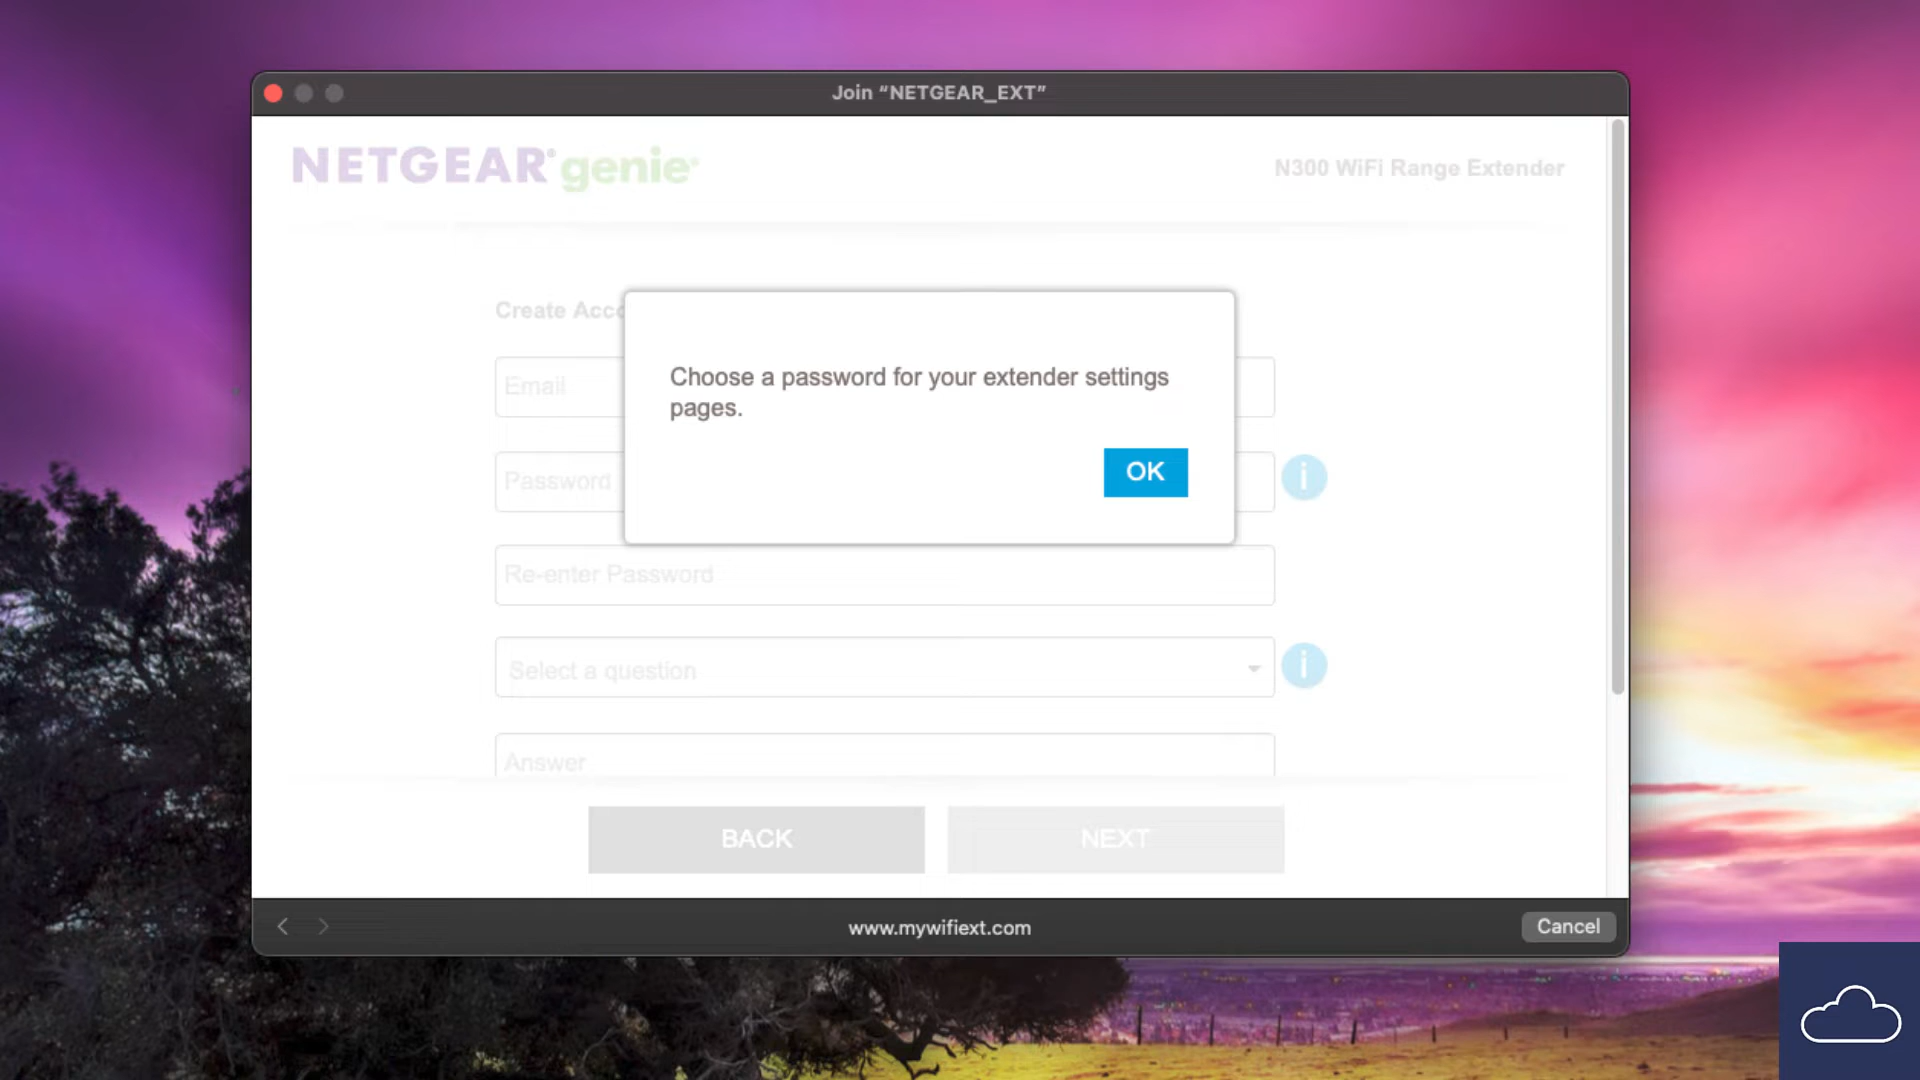 Join “NETGEAR_EXT”
NETGEAR® genie®
N300 WiFi Range Extender
Create Acco
Email
Choose a password for your extender settings
pages.
OK
Password
i
Re-enter Password
Select a question
i
Answer
BACK
NEXT
www.mywifiext.com
Cancel